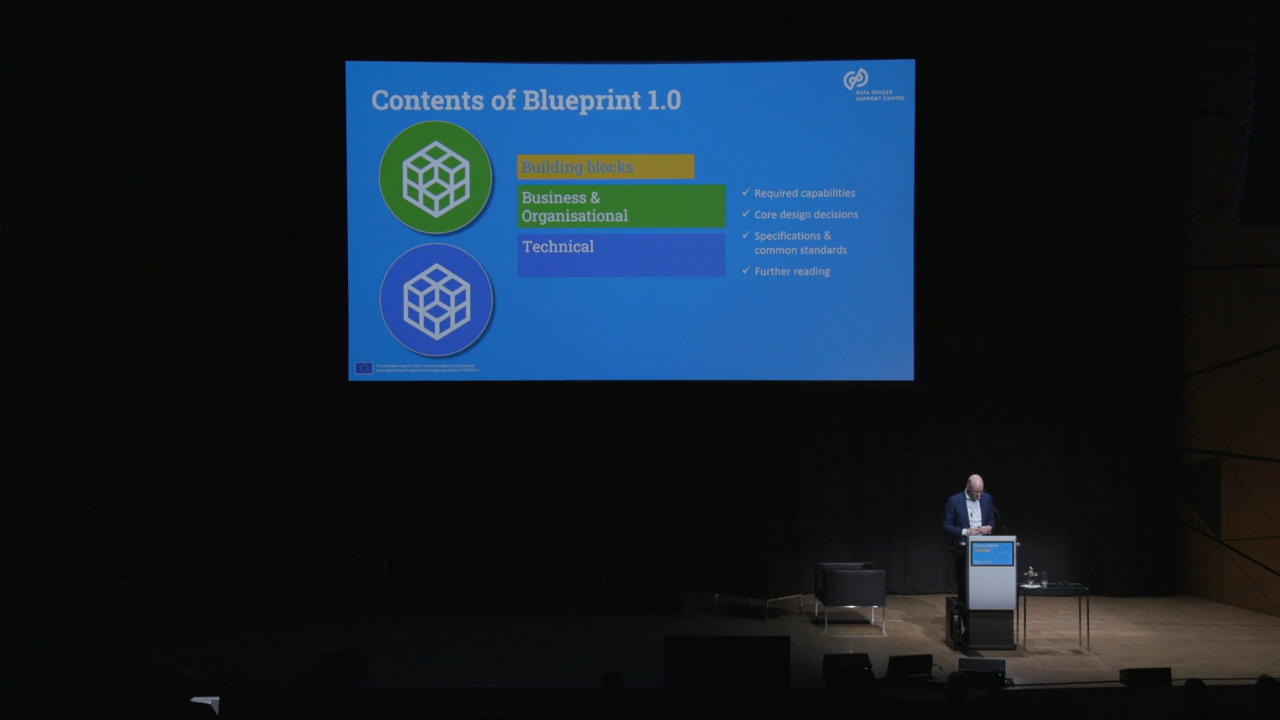 Contents of Blueprint 1.0
DATA SPACES
SUPPORT CENTRE
Building blocks
Business &
Organisational
Technical
✓ Required capabilities
✓ Core design decisions
✓ Specifications &
common standards
✓ Further reading